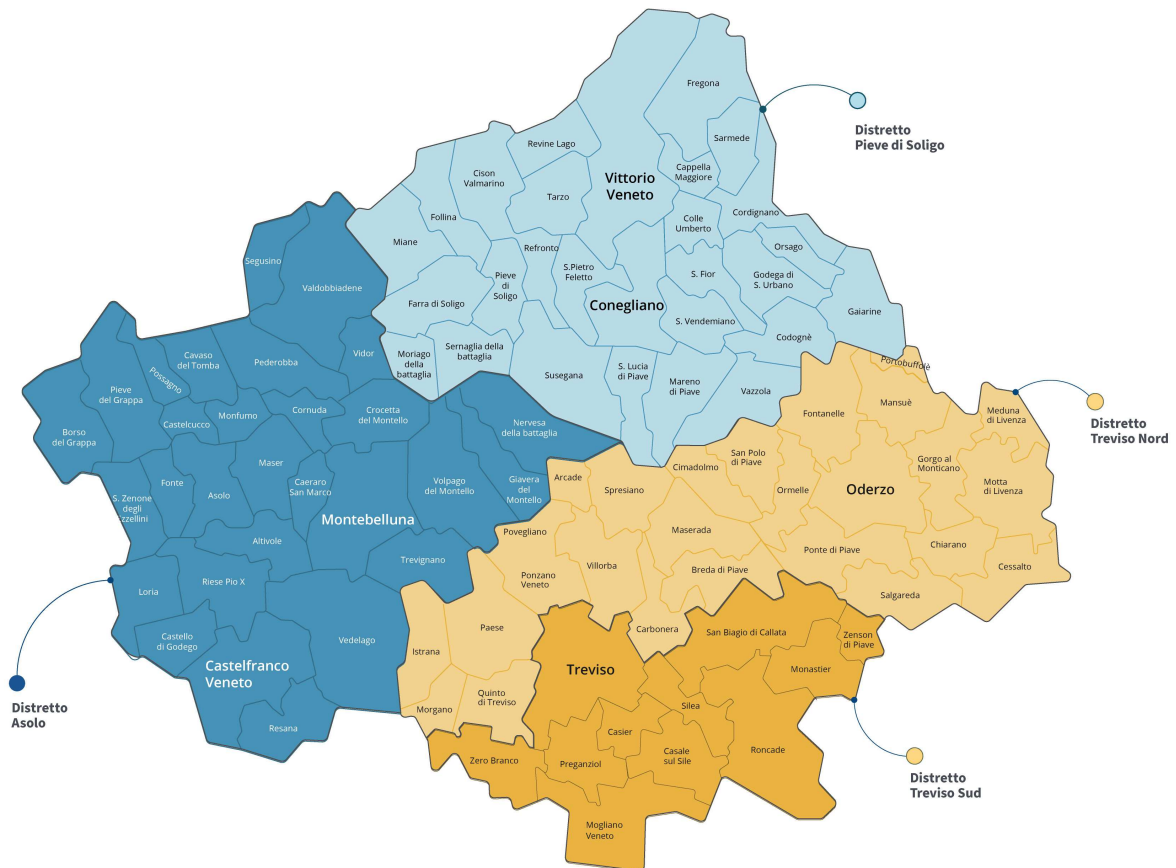 Fregona
Distretto
Pieve di Soligo
Sarmede
Revine Lago
Cison
Valmarino
Vittorio
Veneto
Cappella
Maggiore
Tarzo
Follina
Colle
Umberto
Cordignano
Miane
Refronto
Orsago
Segusino
S.Pietro
Feletto
S. Fior
Godega di
S. Urbano
Pieve
di
Soligo
Valdobbiadene
Farra di Soligo
Conegliano
Gaiarine
S. Vendemiano
Codognè
Sernaglia della
battaglia
Moriago
della
battaglia
Vidor
Cavaso
del Tomba
Pederobba
Portobuffolè
Possagno
S. Lucia
di Piave
Susegana
Mareno
di Piave
Vazzola
Pieve
del Grappa
Mansuè
Distretto
Treviso Nord
Fontanelle
Meduna
di Livenza
Monfumo
Cornuda
Crocetta
del Montello
Castelcucco
Nervesa
della battaglia
Borso
del Grappa
San Polo
di Piave
Gorgo al
Monticano
Maser
Cimadolmo
Arcade
Fonte
Asolo
Caeraro
San Marco
Volpago
del Montello
Giavera
del
Montello
Spresiano
Ormelle
Oderzo
Motta
di Livenza
S. Zenone
degli
Ezzellini
Montebelluna
Povegliano
Maserada
Altivole
Ponte di Piave
Chiarano
Trevignano
Villorba
Breda di Piave
Cessalto
Riese Pio X
Ponzano
Veneto
Loria
Salgareda
Paese
Carbonera
San Biagio di Callata
Zenson
di Piave
Castello
di Godego
Vedelago
Istrana
Castelfranco
Veneto
Treviso
Monastier
Distretto
Asolo
Quinto
di Treviso
Morgano
Silea
Resana
Casier
Roncade
Zero Branco
Preganziol
Casale
sul Sile
Distretto
Treviso Sud
Mogliano
Veneto